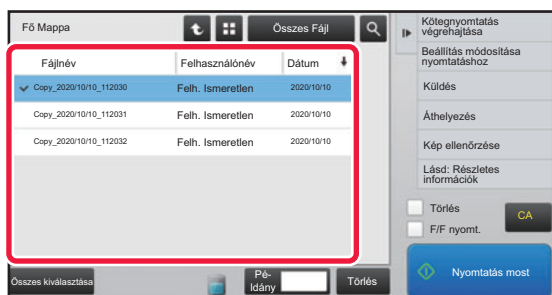 Fő Mappa
Összes Fájl
Fájlnév Felhasználónév Dátum
Copy_2020/10/10_112030 Felh. Ismeretlen 2020/10/10
Copy_2020/10/10_112031 Felh. Ismeretlen 2020/10/10
Copy_2020/10/10_112032 Felh. Ismeretlen 2020/10/10
Összes kiválasztása
Pé-
ldány
Törlés
Kötegnyomtatás
végrehajtása
Beállítás módosítása
nyomtatáshoz
Küldés
Áthelyezés
Kép ellenőrzése
Lásd: Részletes
információk
Törlés
F/F nyomt.
CA
Nyomtatás most